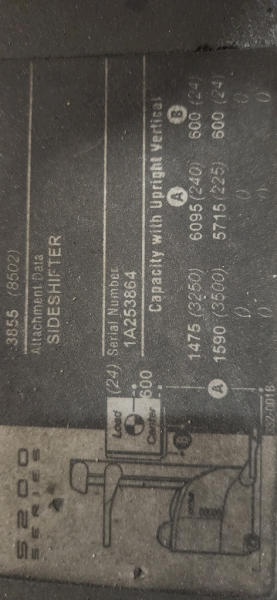 3855 (8502)
Attachment Data
SIDESHIFTER
Serial Number
1A253864
Capacity with Upright Vertical
A B
1475 (3250) 6095 (240) 600 (24)
1590 (3500) 5715 (225) 600 (24)
0 0 0
0 0 0
5200
SERIES
(24)
600
Load
Center
B
A